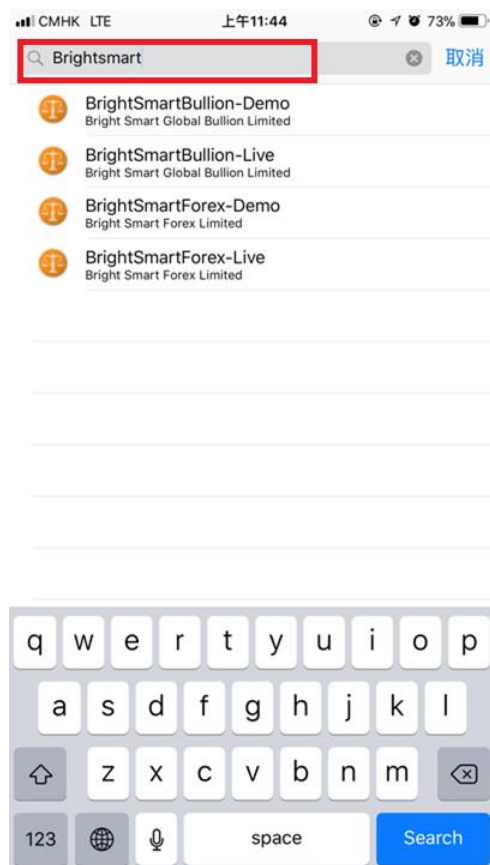 CMHK LTE 上午11:44 73%
Brightsmart 取消
BrightSmartBullion-Demo
Bright Smart Global Bullion Limited
BrightSmartBullion-Live
Bright Smart Global Bullion Limited
BrightSmartForex-Demo
Bright Smart Forex Limited
BrightSmartForex-Live
Bright Smart Forex Limited
q w e r t y u i o p
a s d f g h j k l
z x c v b n m
123 space Search